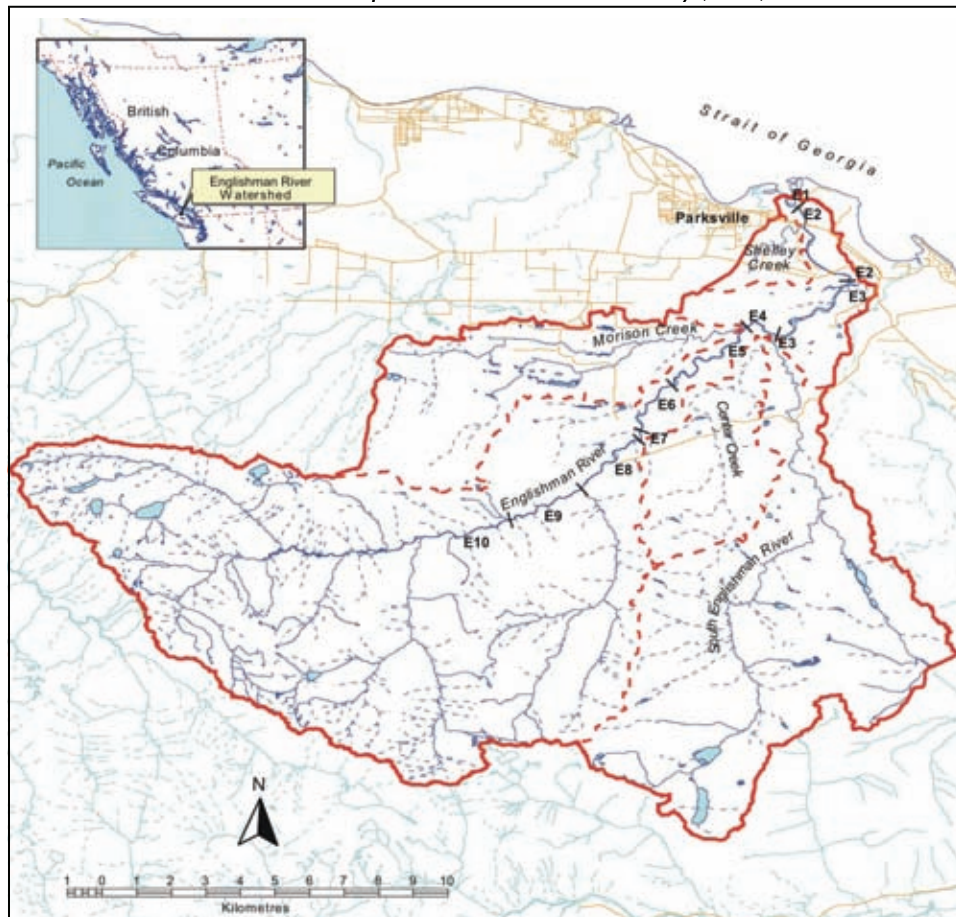 British
Columbia
Pacific
Ocean
Englishman River
Watershed
Strait of Georgia
Parksville
E1
E2
Shelley
Creek
E2
E3
Morison Creek
E4
E3
E5
E6
Center Creek
E7
E8
Englishman River
E9
E10
South Englishman River
N
1 0 1 2 3 4 5 6 7 8 9 10
Kilometres